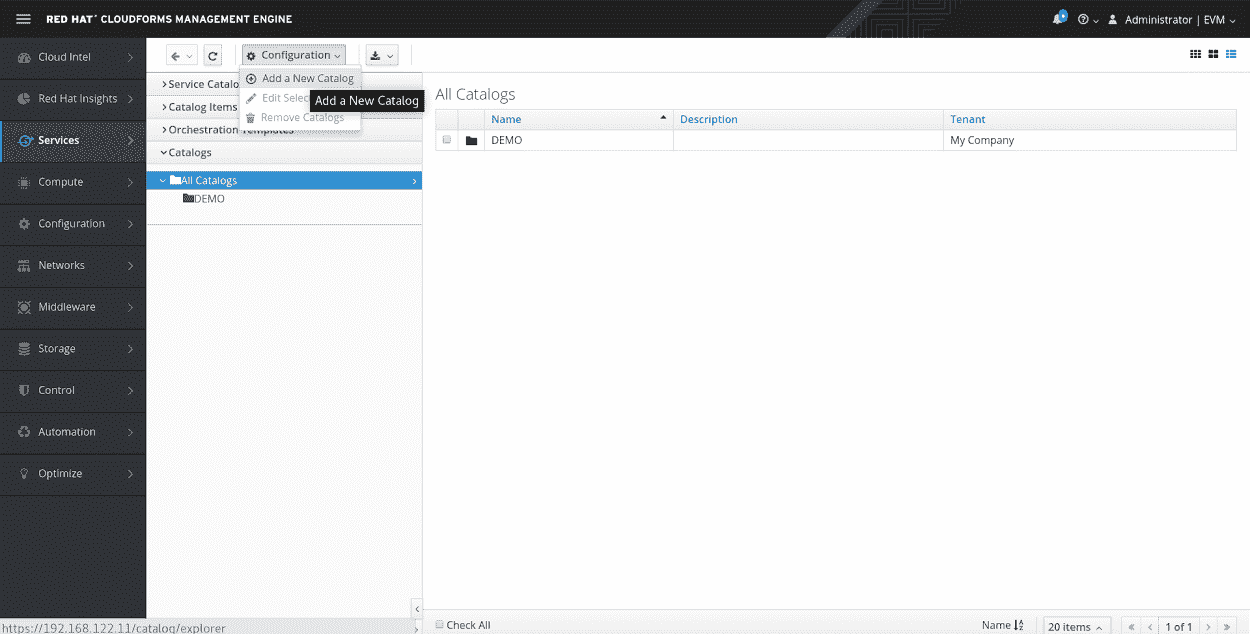 RED HAT® CLOUDFORMS MANAGEMENT ENGINE
Administrator | EVM
Cloud Intel
Red Hat Insights
Services
Compute
Configuration
Networks
Middleware
Storage
Control
Automation
Optimize
Configuration
Add a New Catalog
Edit Selec
Remove Catalogs
Add a New Catalog
Service Catalo
Catalog Items
Orchestration Templates
Catalogs
All Catalogs
DEMO
All Catalogs
Name Description Tenant
DEMO My Company
Check All
Name
20 items
1 of 1
https://192.168.122.11/catalog/explorer